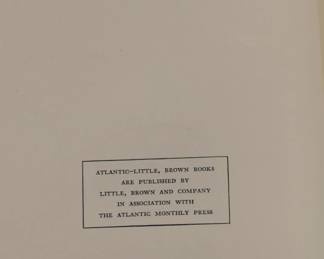 ATLANTIC–LITTLE, BROWN BOOKS
ARE PUBLISHED BY
LITTLE, BROWN AND COMPANY
IN ASSOCIATION WITH
THE ATLANTIC MONTHLY PRESS